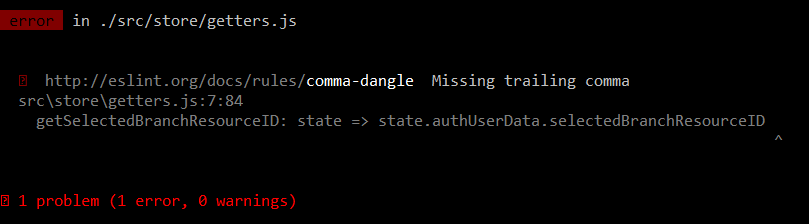 error in ./src/store/getters.js
http://eslint.org/docs/rules/comma-dangle Missing trailing comma
src\store\getters.js:7:84
getSelectedBranchResourceID: state => state.authUserData.selectedBranchResourceID
^
1 problem (1 error, 0 warnings)